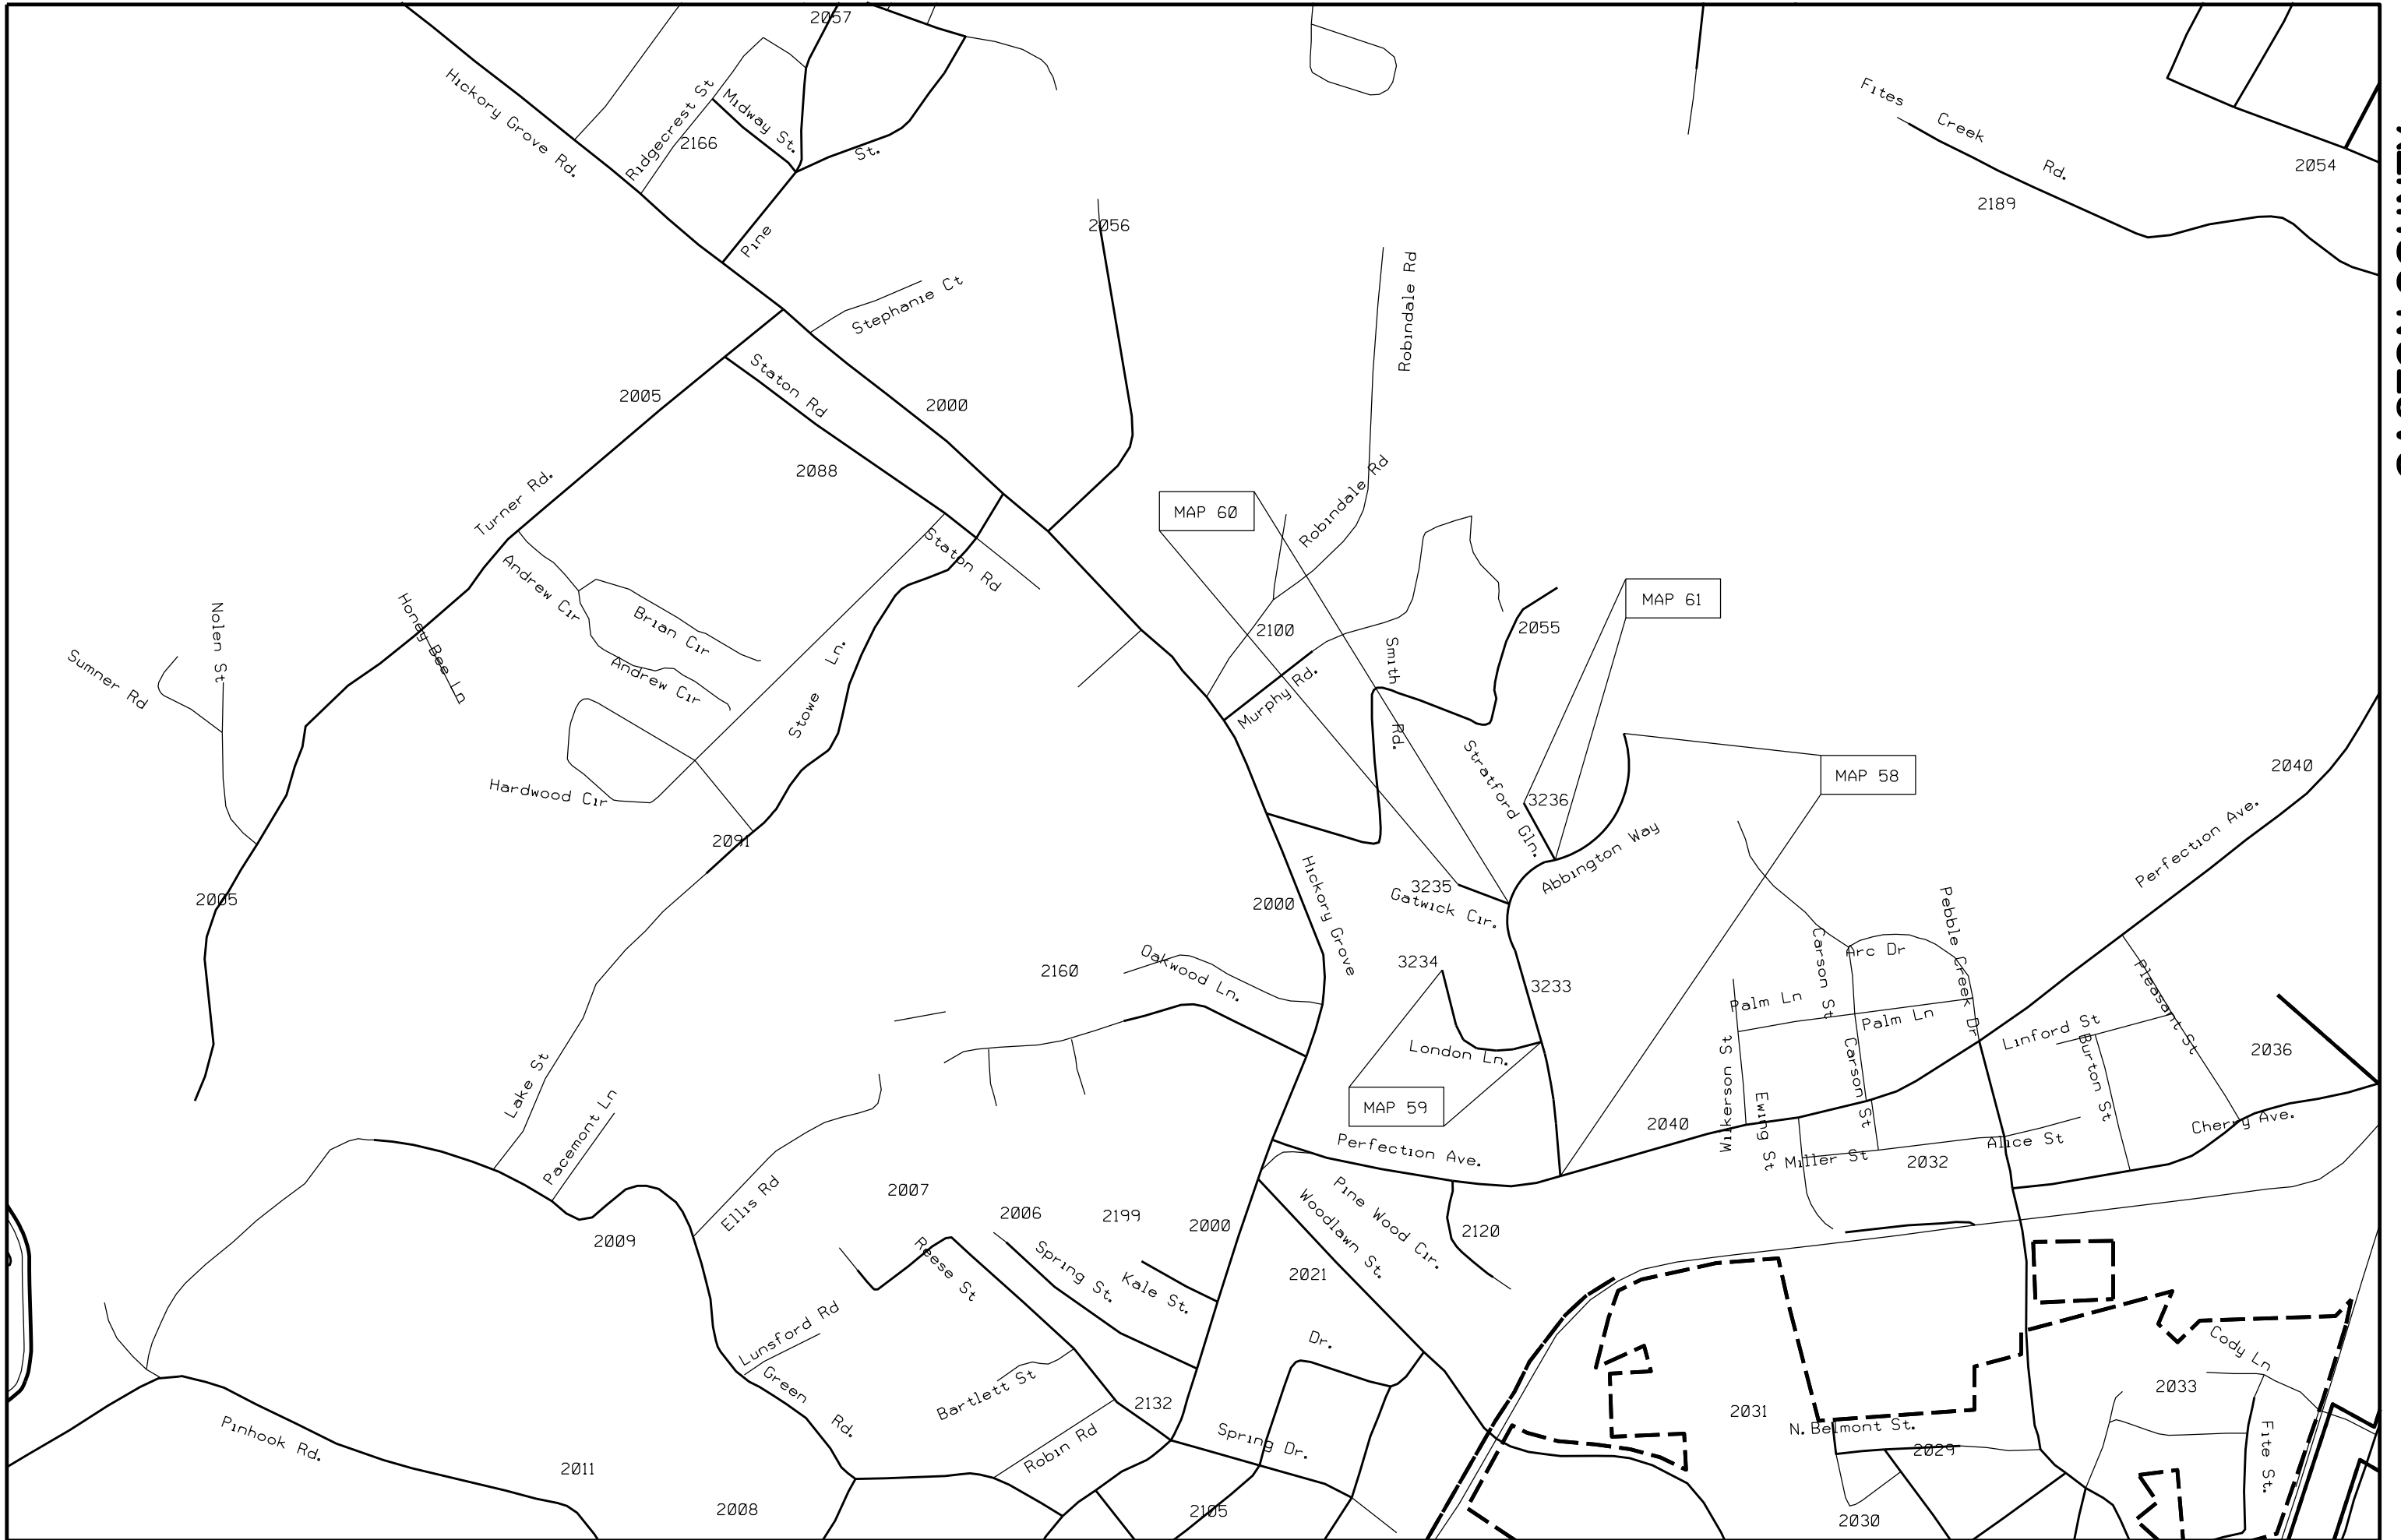 2057
Hickory Grove Rd.
Ridgecrest St
Midway St.
2166
Pine St.
Fites Creek Rd.
2054
2189
2056
Stephanie Ct
Robindale Rd
Staton Rd
2005
2000
2088
Turner Rd.
Robindale Rd
MAP 60
Staton Rd
Andrew Cir
Brian Cir
Andrew Cir
Honey Bee Ln
Nolen St
Sumner Rd
2100
Murphy Rd.
Smith Rd.
2055
MAP 61
Stowe Ln.
Hardwood Cir
2091
2005
Stratford Gln.
3236
MAP 58
2040
Perfection Ave.
Abbington Way
3235
Gatwick Cir.
Hickory Grove
2000
Oakwood Ln.
2160
3234
3233
London Ln.
MAP 59
Pebble Creek Dr
Carson St
Arc Dr
Palm Ln
Palm Ln
Carson St
Wilkerson St
Ewing St
Linford St
Burton St
Pleasant St
2036
Cherry Ave.
2040
Perfection Ave.
Miller St
2032
Alice St
Lake St
Pacemont Ln
Ellis Rd
2009
2007
2006
2199
2000
Reese St
Spring St.
Kale St.
Woodlawn St.
Pine Wood Cir.
2120
2021
Lunsford Rd
Green Rd.
Bartlett St
2132
Robin Rd
Spring Dr.
Dr.
2105
Pinhook Rd.
2011
2008
2031
N. Belmont St.
2029
2030
2033
Cody Ln
Fite St.